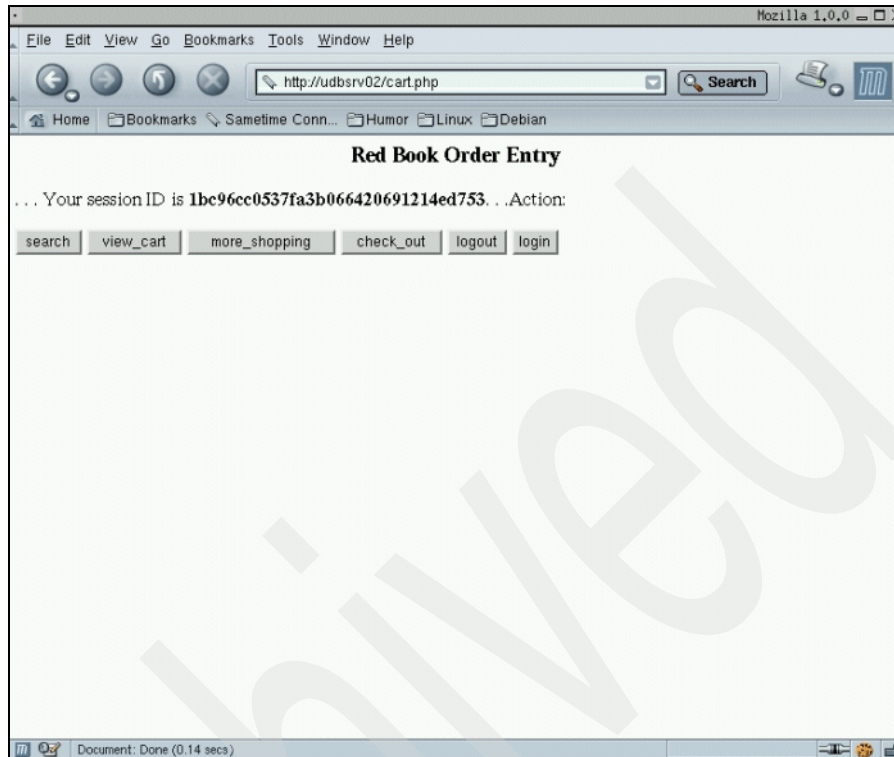 Mozilla 1.0.0
File Edit View Go Bookmarks Tools Window Help
http://udbsrv02/cart.php Search
Home Bookmarks Sametime Conn... Humor Linux Debian
Red Book Order Entry
. . . Your session ID is 1bc96cc0537fa3b066420691214ed753. . .Action:
search view_cart more_shopping check_out logout login
hived
Document: Done (0.14 secs)